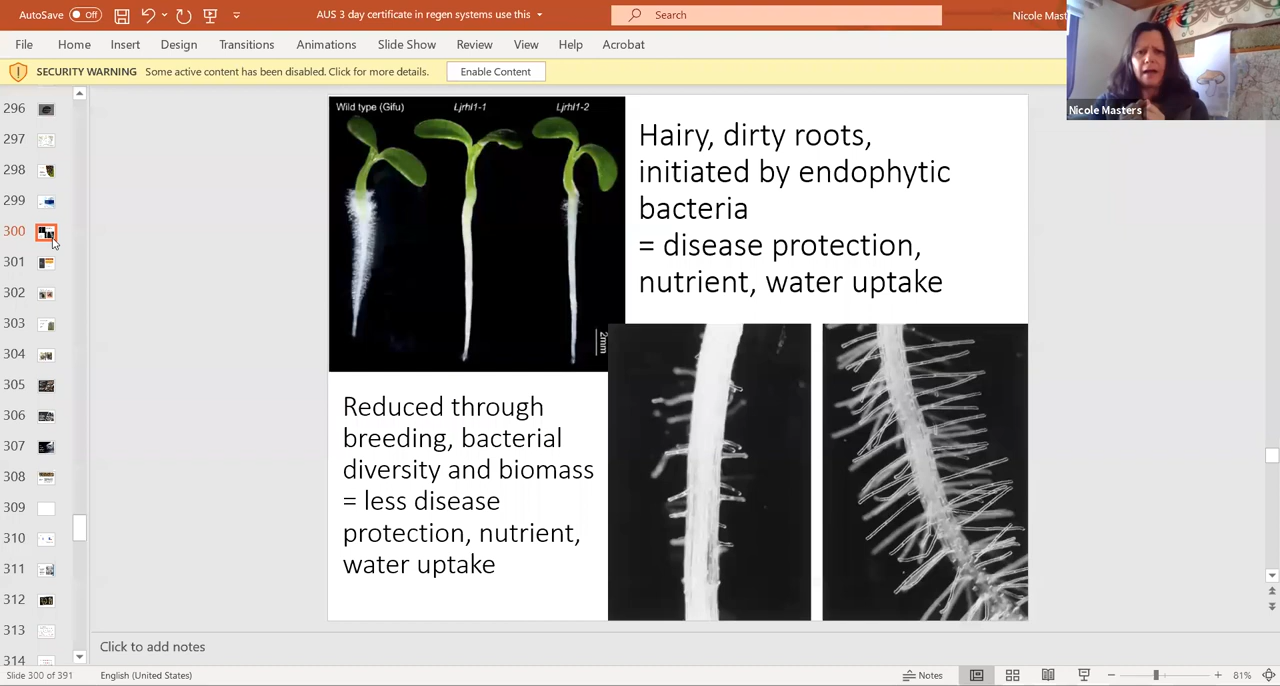 AutoSave Off
AUS 3 day certificate in regen systems use this
Search
Nicole Mast
File Home Insert Design Transitions Animations Slide Show Review View Help Acrobat
SECURITY WARNING Some active content has been disabled. Click for more details. Enable Content
Nicole Masters
296
297
298
299
300
301
302
303
304
305
306
307
308
309
310
311
312
313
314
Wild type (Gifu) Ljrhl1-1 Ljrhl1-2
2mm
Hairy, dirty roots,
initiated by endophytic
bacteria
= disease protection,
nutrient, water uptake
Reduced through
breeding, bacterial
diversity and biomass
= less disease
protection, nutrient,
water uptake
Click to add notes
Slide 300 of 391 English (United States) Notes 81%